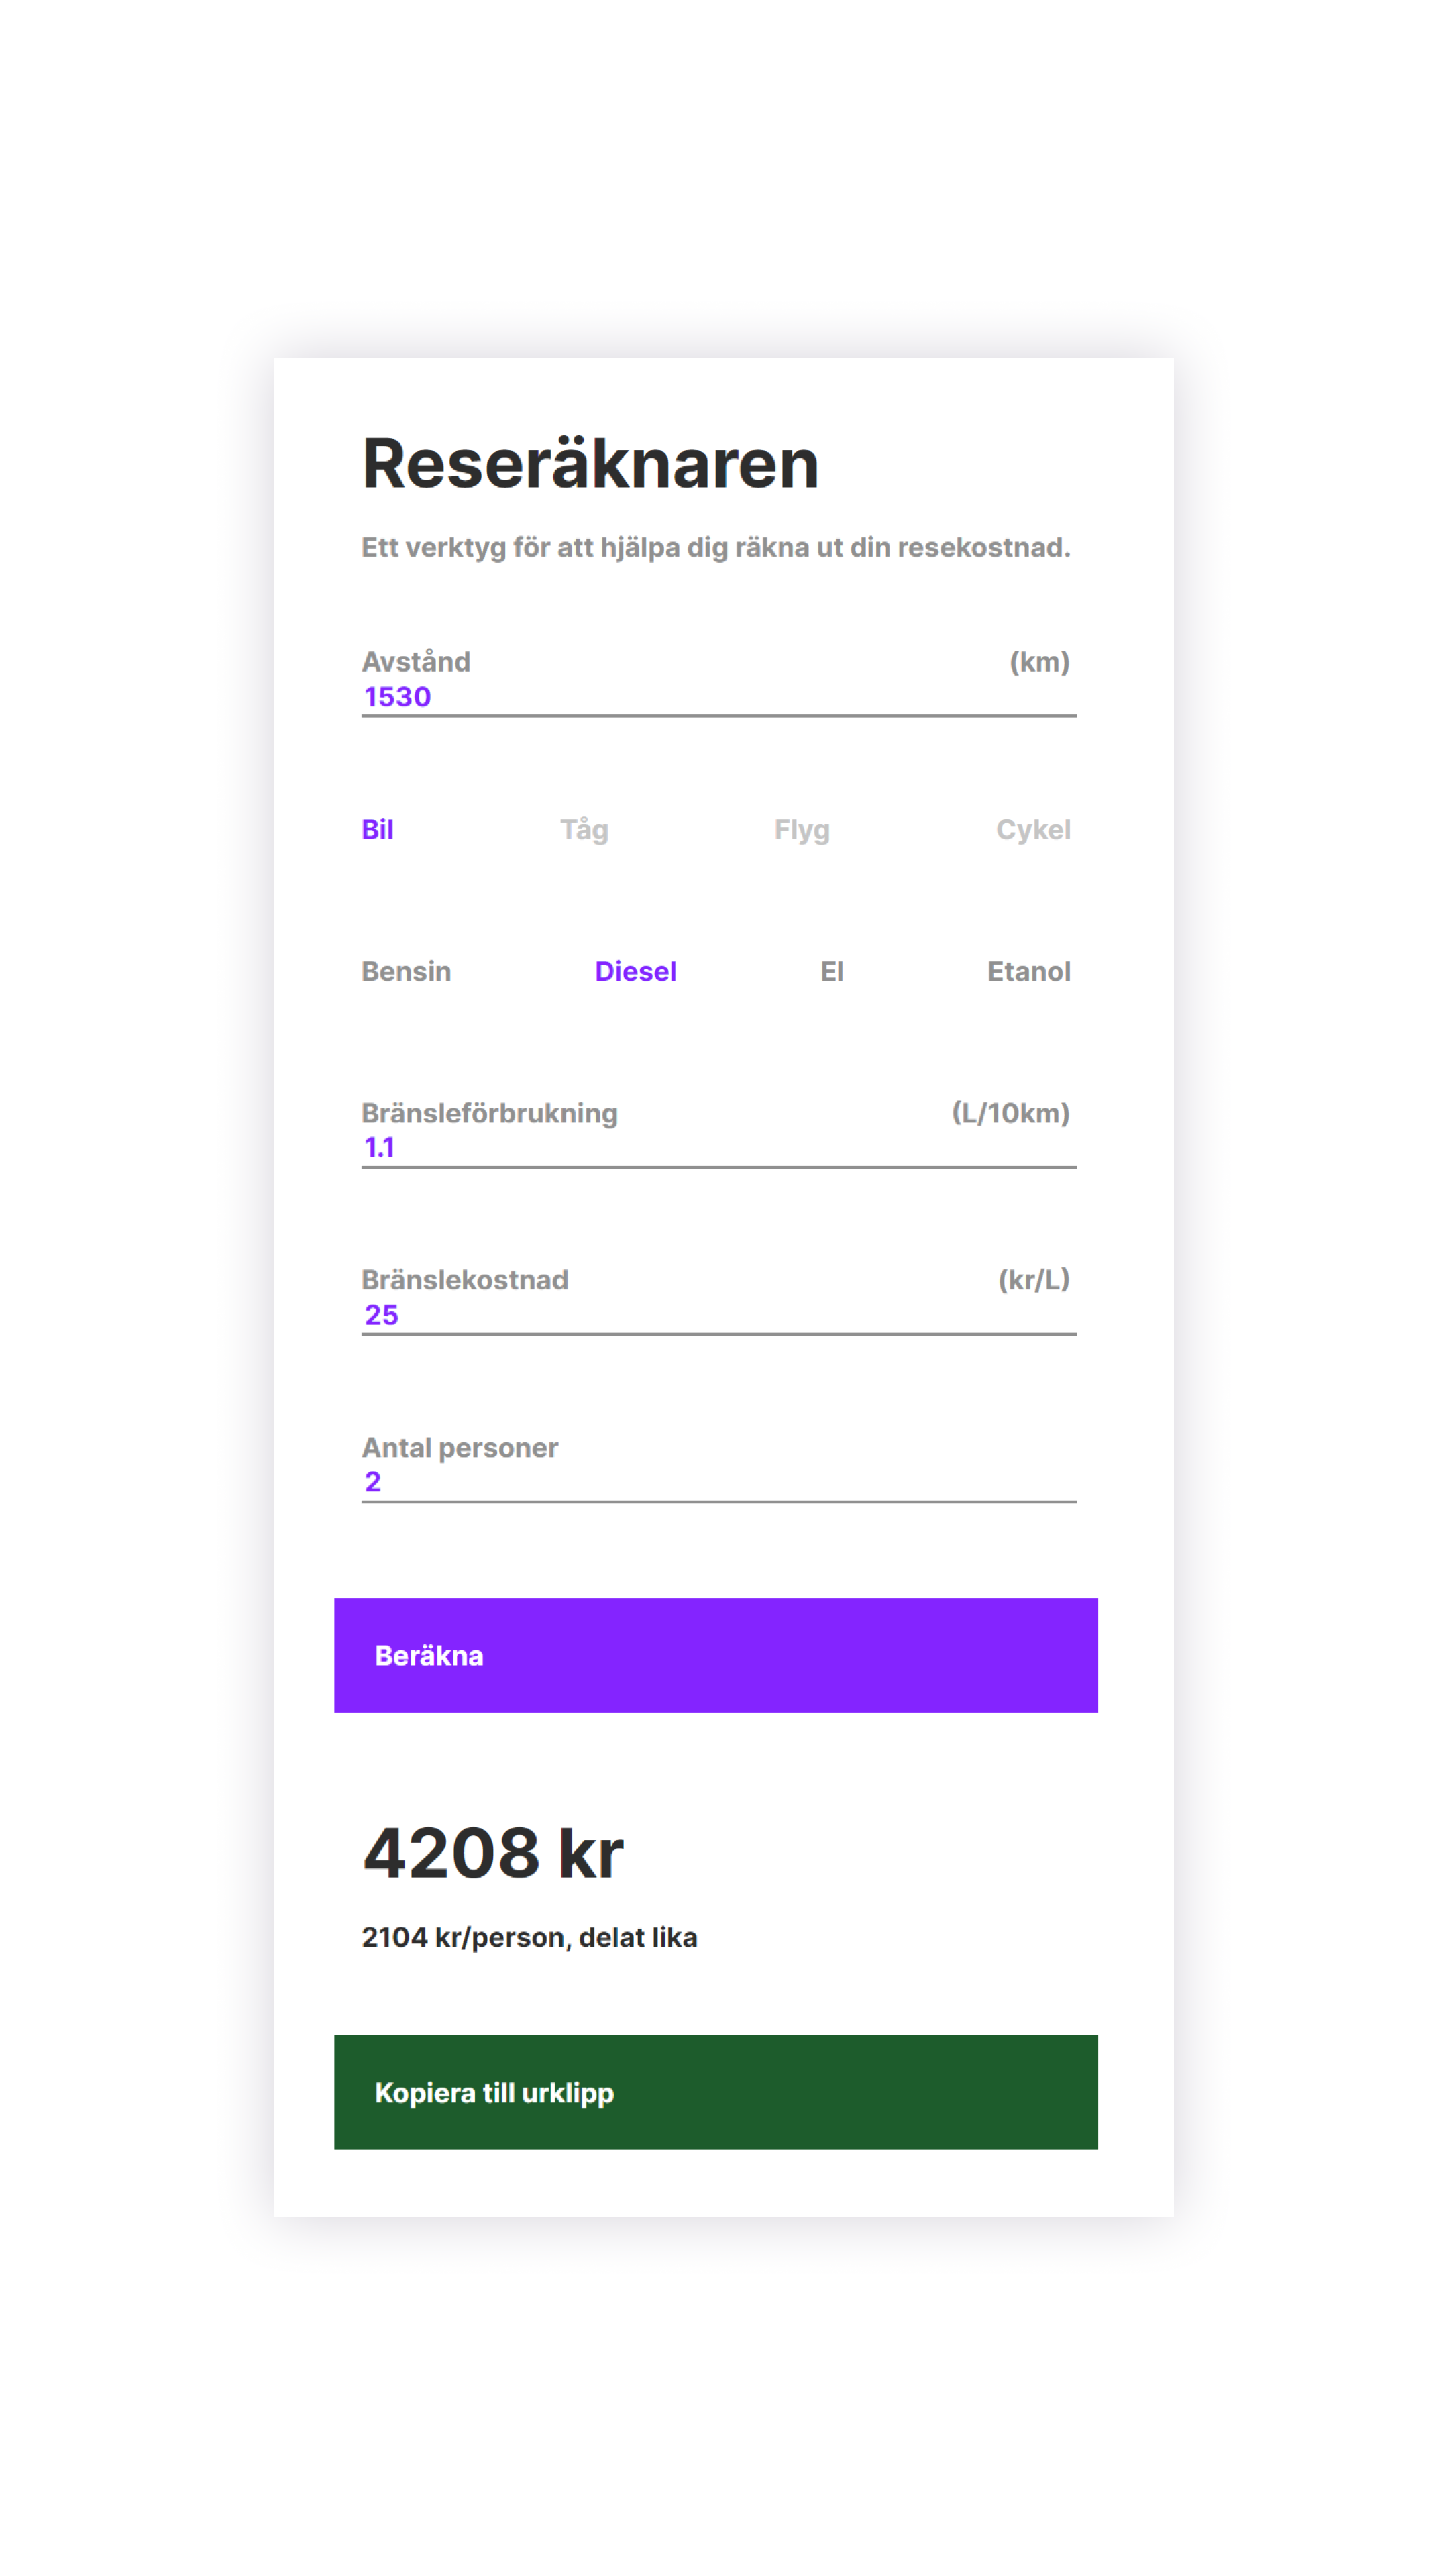 Reseräknaren
Ett verktyg för att hjälpa dig räkna ut din resekostnad.
Avstånd (km)
1530
Bil Tåg Flyg Cykel
Bensin Diesel El Etanol
Bränsleförbrukning (L/10km)
1.1
Bränslekostnad (kr/L)
25
Antal personer
2
Beräkna
4208 kr
2104 kr/person, delat lika
Kopiera till urklipp